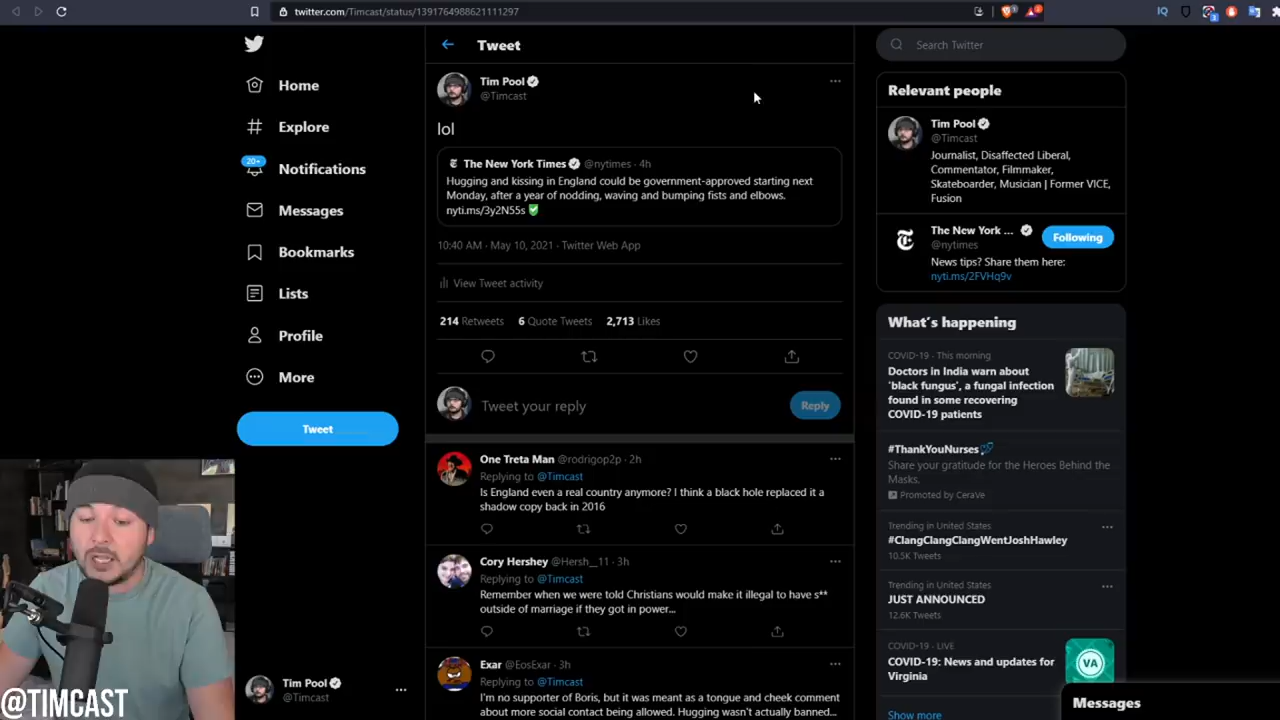 twitter.com/Timcast/status/1391764988621111297
Home
Explore
20+
Notifications
Messages
Bookmarks
Lists
Profile
More
Tweet
Tim Pool
@Timcast
@TIMCAST
Tweet
Tim Pool
@Timcast
lol
The New York Times @nytimes · 4h
Hugging and kissing in England could be government-approved starting next
Monday, after a year of nodding, waving and bumping fists and elbows.
nyti.ms/3y2N55s
10:40 AM · May 10, 2021 · Twitter Web App
View Tweet activity
214 Retweets 6 Quote Tweets 2,713 Likes
Tweet your reply
Reply
One Treta Man @rodrigop2p · 2h
Replying to @Timcast
Is England even a real country anymore? I think a black hole replaced it a
shadow copy back in 2016
Cory Hershey @Hersh__11 · 3h
Replying to @Timcast
Remember when we were told Christians would make it illegal to have s**
outside of marriage if they got in power...
Exar @EosExar · 3h
Replying to @Timcast
I'm no supporter of Boris, but it was meant as a tongue and cheek comment
about more social contact being allowed. Hugging wasn't actually banned...
Search Twitter
Relevant people
Tim Pool
@Timcast
Journalist, Disaffected Liberal,
Commentator, Filmmaker,
Skateboarder, Musician | Former VICE,
Fusion
The New York ...
@nytimes
Following
News tips? Share them here:
nyti.ms/2FVHq9v
What's happening
COVID-19 · This morning
Doctors in India warn about
'black fungus', a fungal infection
found in some recovering
COVID-19 patients
#ThankYouNurses
Share your gratitude for the Heroes Behind the
Masks.
Promoted by CeraVe
Trending in United States
#ClangClangClangWentJoshHawley
10.5K Tweets
Trending in United States
JUST ANNOUNCED
12.6K Tweets
COVID-19 · LIVE
COVID-19: News and updates for
Virginia
VA
Show more
Messages